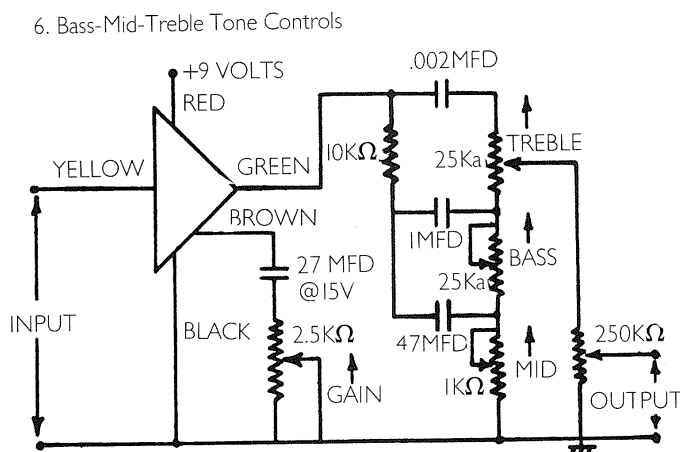 6. Bass-Mid-Treble Tone Controls
.002MFD
+9 VOLTS
RED
YELLOW
GREEN
10KΩ
25Ka
TREBLE
BROWN
1MFD
BASS
27 MFD
@15V
25Ka
INPUT
BLACK
2.5KΩ
47MFD
250KΩ
GAIN
1KΩ
MID
OUTPUT